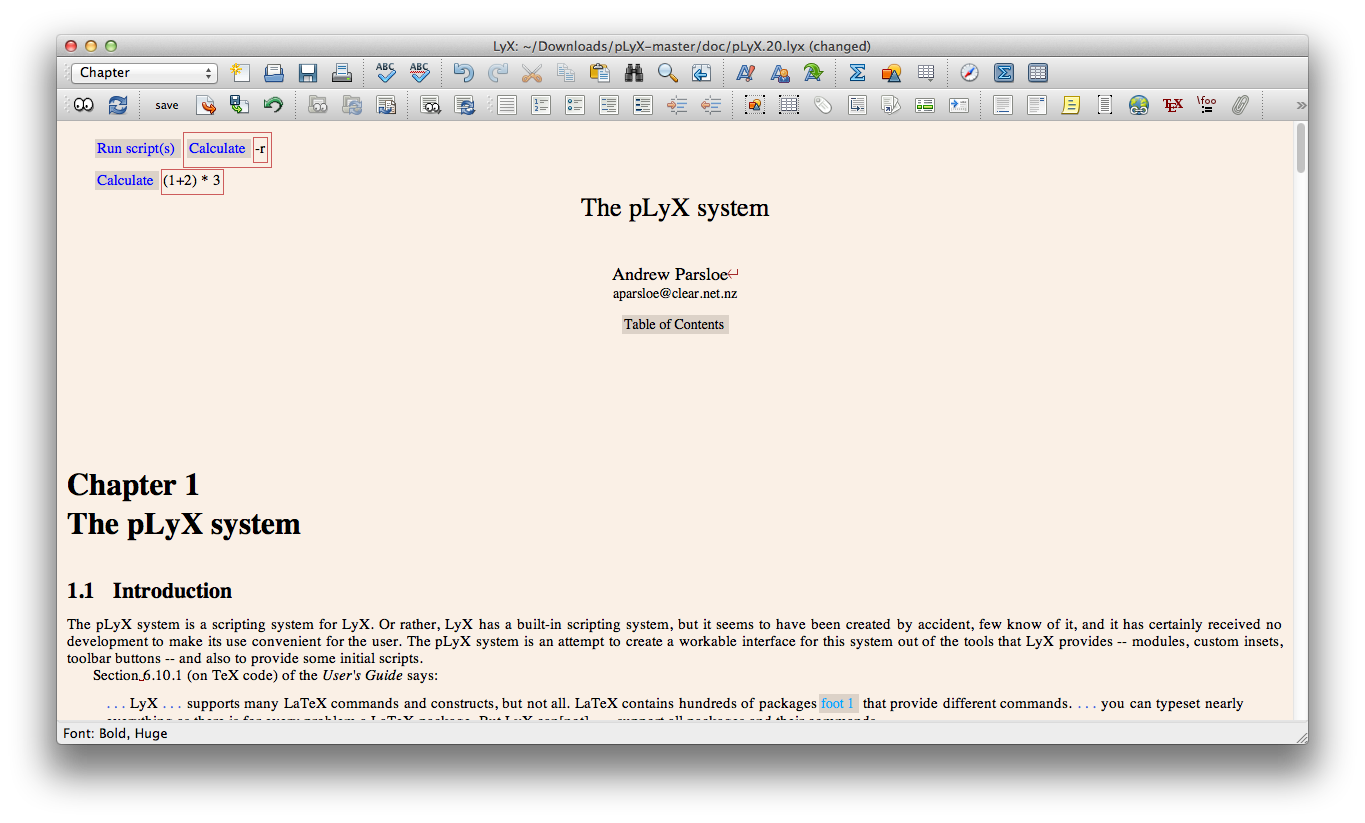 LyX: ~/Downloads/pLyX-master/doc/pLyX.20.lyx (changed)
Chapter ABC ABC
save TEX \foo »
Run script(s) Calculate -r
Calculate (1+2) * 3
The pLyX system
Andrew Parsloe
aparsloe@clear.net.nz
Table of Contents
Chapter 1
The pLyX system
1.1 Introduction
The pLyX system is a scripting system for LyX. Or rather, LyX has a built-in scripting system, but it seems to have been created by accident, few know of it, and it has certainly received no
development to make its use convenient for the user. The pLyX system is an attempt to create a workable interface for this system out of the tools that LyX provides -- modules, custom insets,
toolbar buttons -- and also to provide some initial scripts.
Section 6.10.1 (on TeX code) of the User's Guide says:
... LyX ... supports many LaTeX commands and constructs, but not all. LaTeX contains hundreds of packages foot 1 that provide different commands. ... you can typeset nearly
Font: Bold, Huge